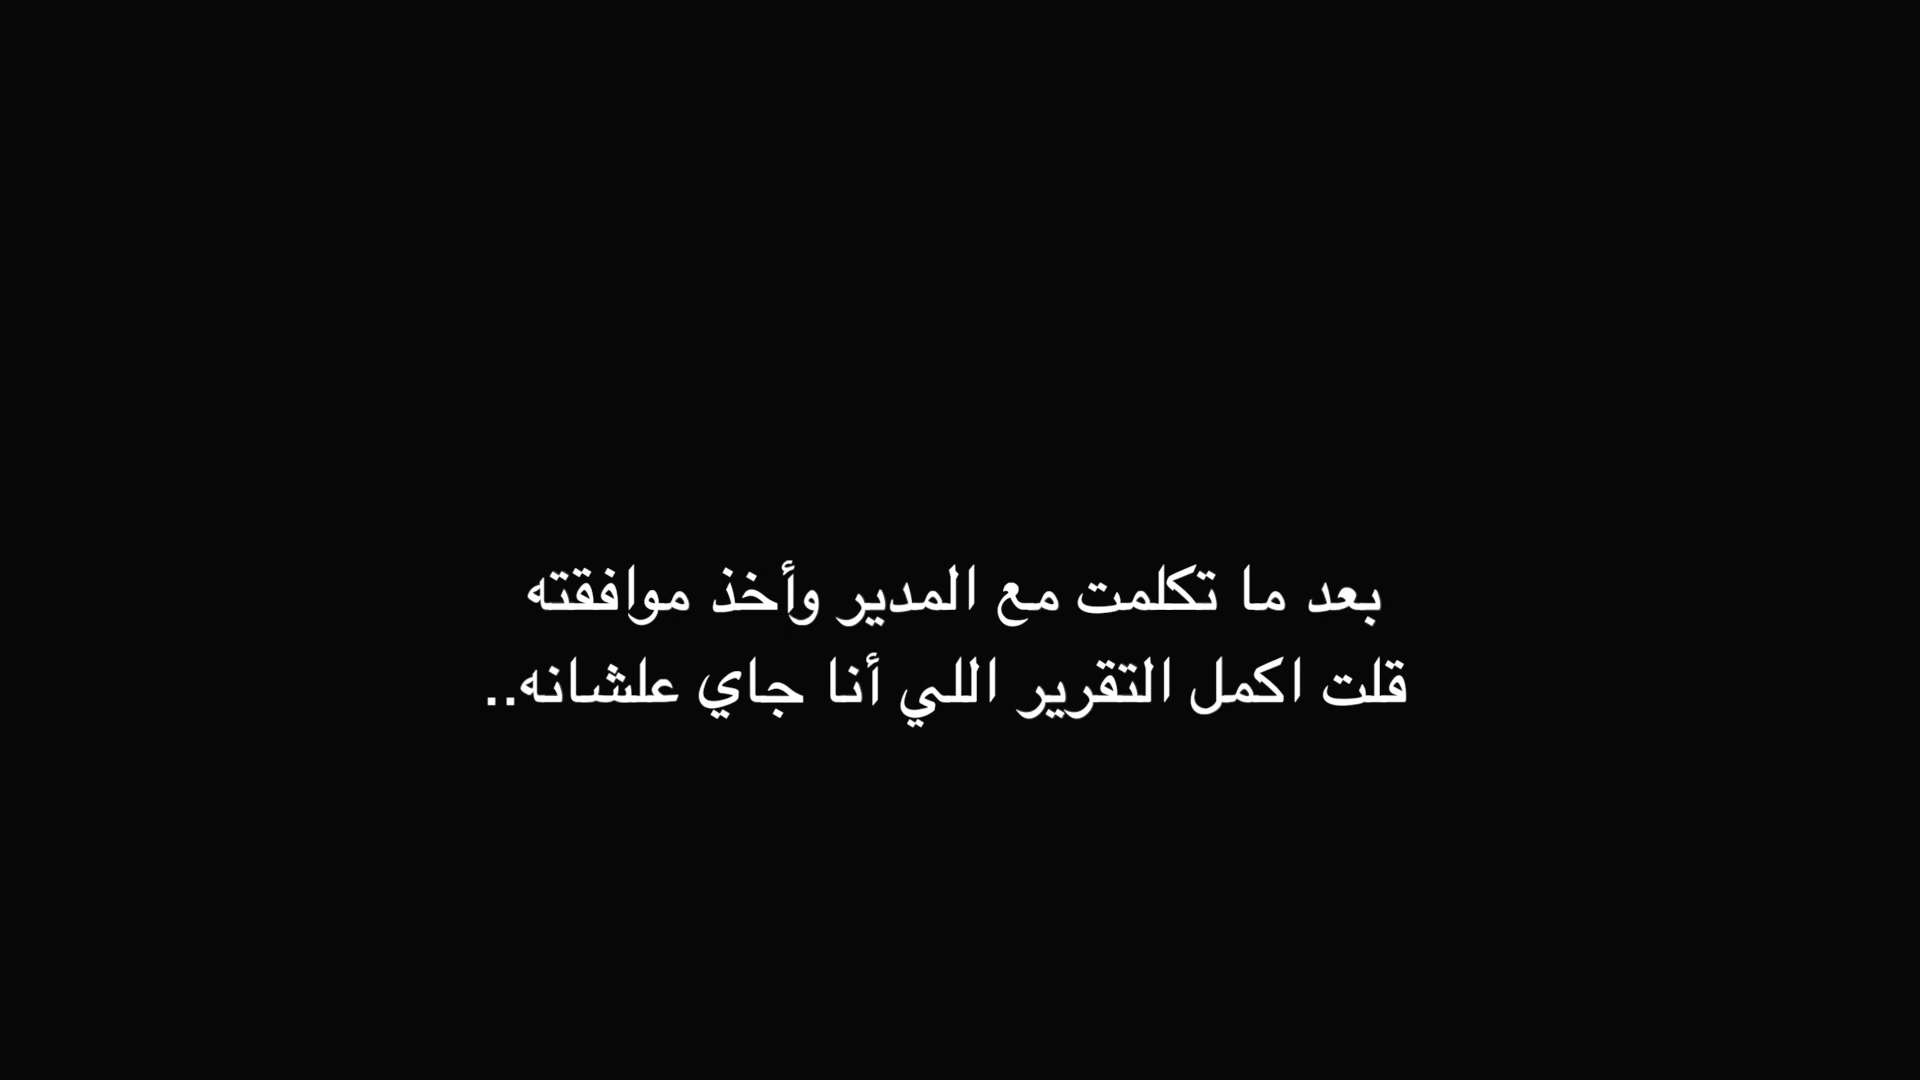 بعد ما تكلمت مع المدير وأخذ موافقته
قلت اكمل التقرير اللي أنا جاي علشانه..